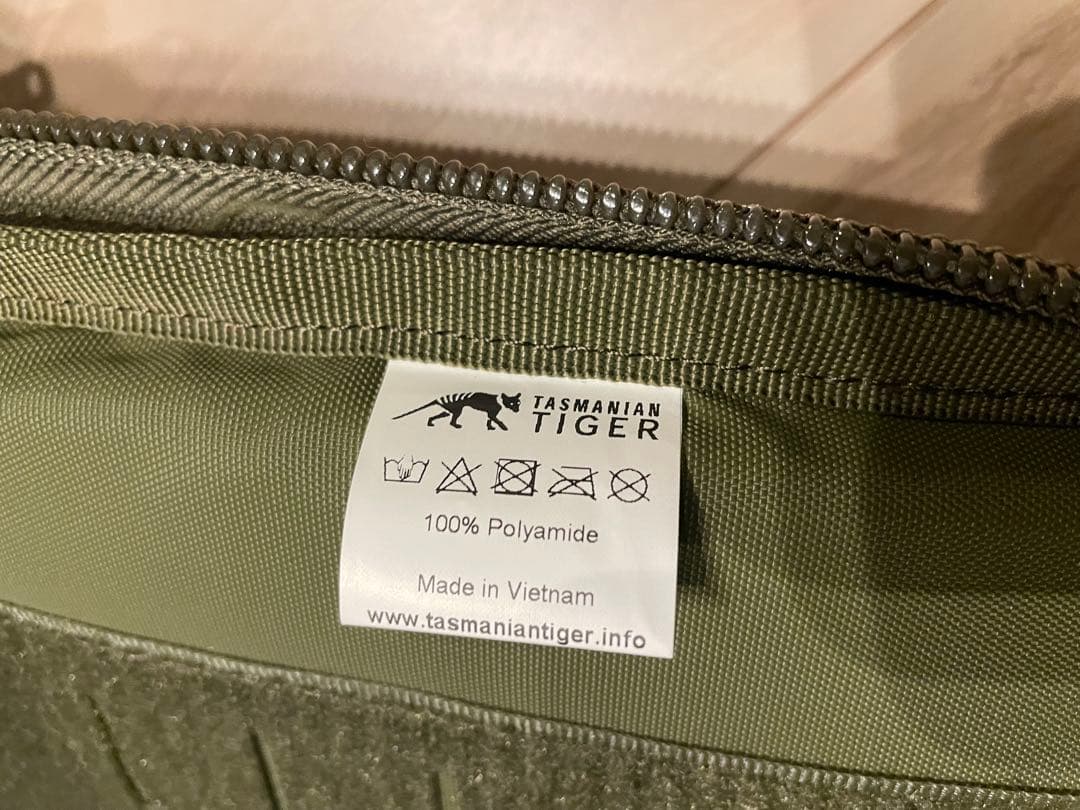 TASMANIAN
TIGER
100% Polyamide
Made in Vietnam
www.tasmaniantiger.info